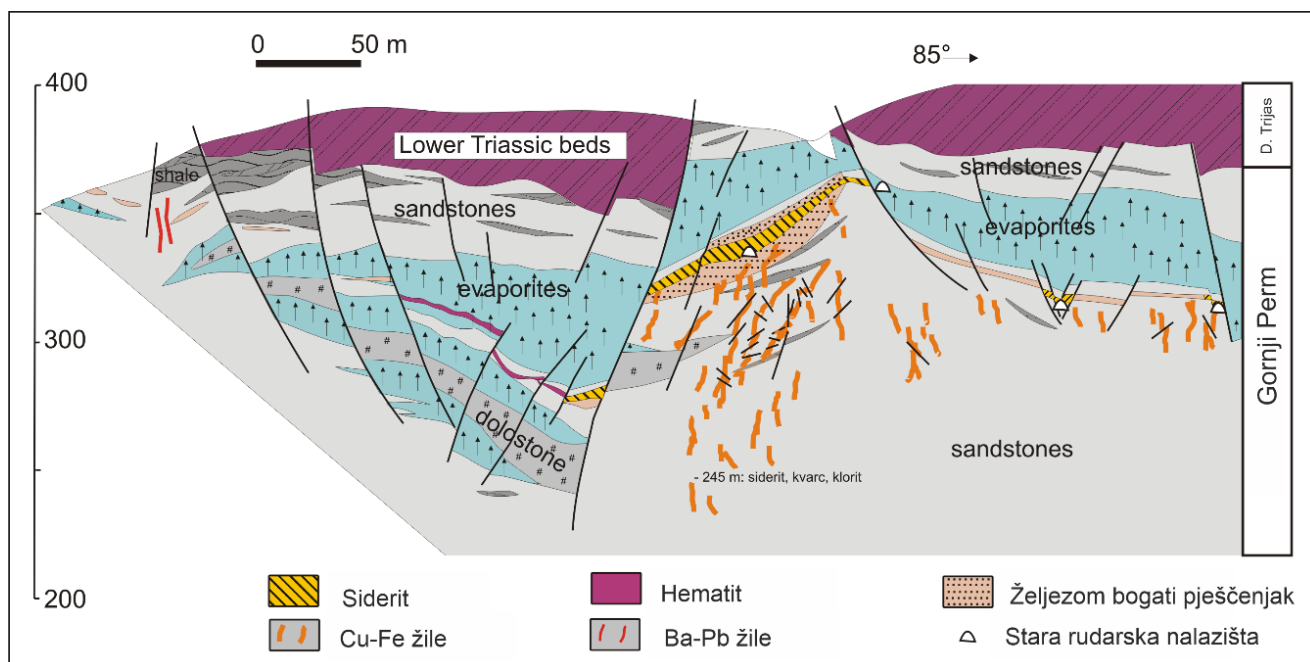 0 50 m
85°
400
300
200
Lower Triassic beds
shale
sandstones
evaporites
dolostone
sandstones
evaporites
sandstones
- 245 m: siderit, kvarc, klorit
D. Trijas
Gornji Perm
Siderit
Hematit
Željezom bogati pješčenjak
Cu-Fe žile
Ba-Pb žile
Stara rudarska nalazišta